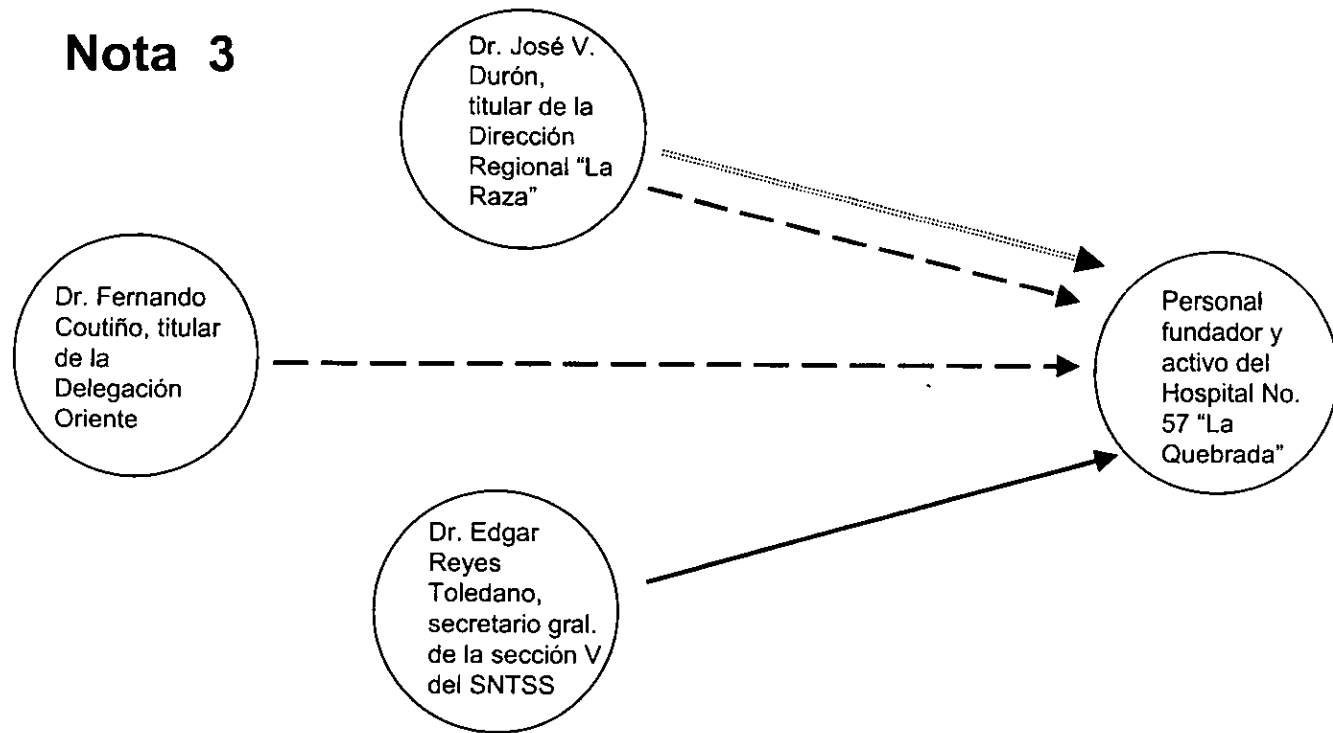 Nota 3
Dr. José V.
Durón,
titular de la
Dirección
Regional “La
Raza”
Dr. Fernando
Coutiño, titular
de la
Delegación
Oriente
Personal
fundador y
activo del
Hospital No.
57 “La
Quebrada”
Dr. Edgar
Reyes
Toledano,
secretario gral.
de la sección V
del SNTSS